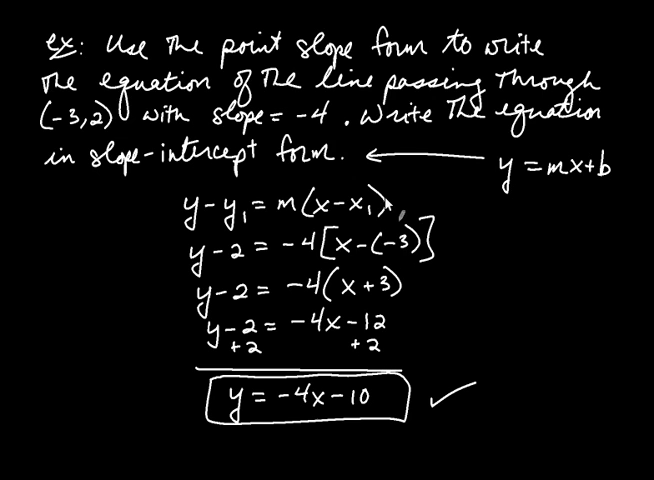 ex: Use the point slope form to write
the equation of the line passing through
(-3,2) with slope = -4. Write the equation
in slope-intercept form. ←
y = mx+b
y-y₁ = m(x-x₁)
y-2 = -4[x-(-3)]
y-2 = -4(x+3)
y-2 = -4x-12
+2 +2
y = -4x-10 ✓